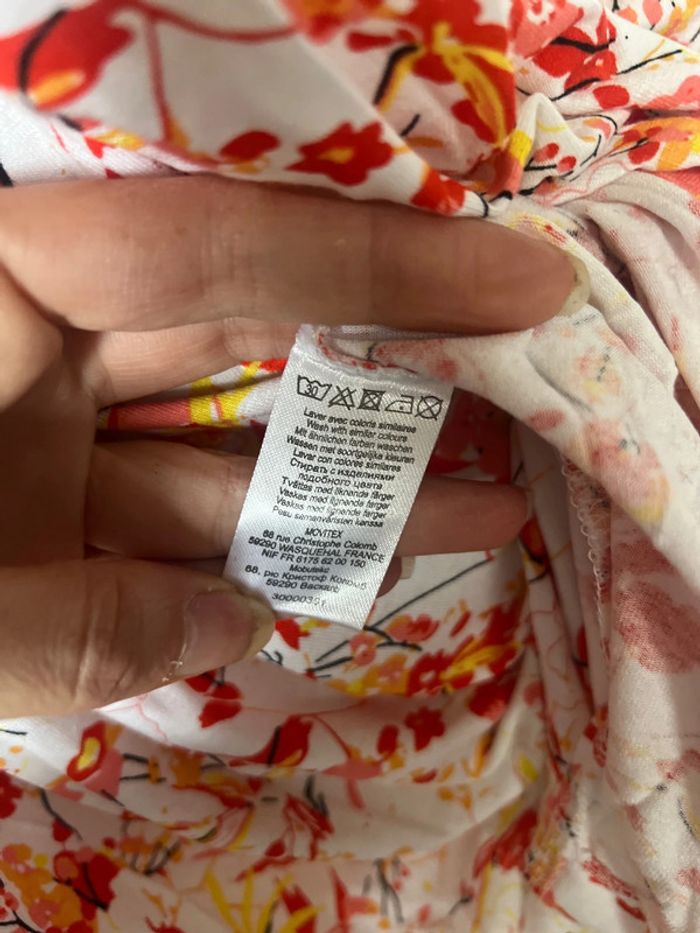 30
Laver avec coloris similaires
Wash with similar colours
Mit ähnlichen farben waschen
Wassen met soortgelijke kleuren
Lavar con colores similares
Стирать с изделиями
подобного цвета
Tvättas med liknande färger
Vaskes med lignende farger
Vaskes med lignende farger
Pesu samanväristen kanssa
MOVITEX
68 rue Christophe Colomb
59290 WASQUEHAL FRANCE
NIF FR 6175 62 00 150
Мовитекс
68, рю Кристоф Коломб
59290 Васкаль